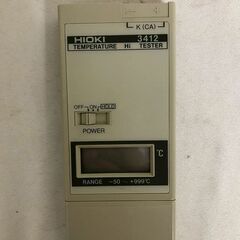 K (CA)
HIOKI 3412
TEMPERATURE Hi TESTER
OFF ON HOLD
POWER
°C
RANGE -50 ~ +999°C